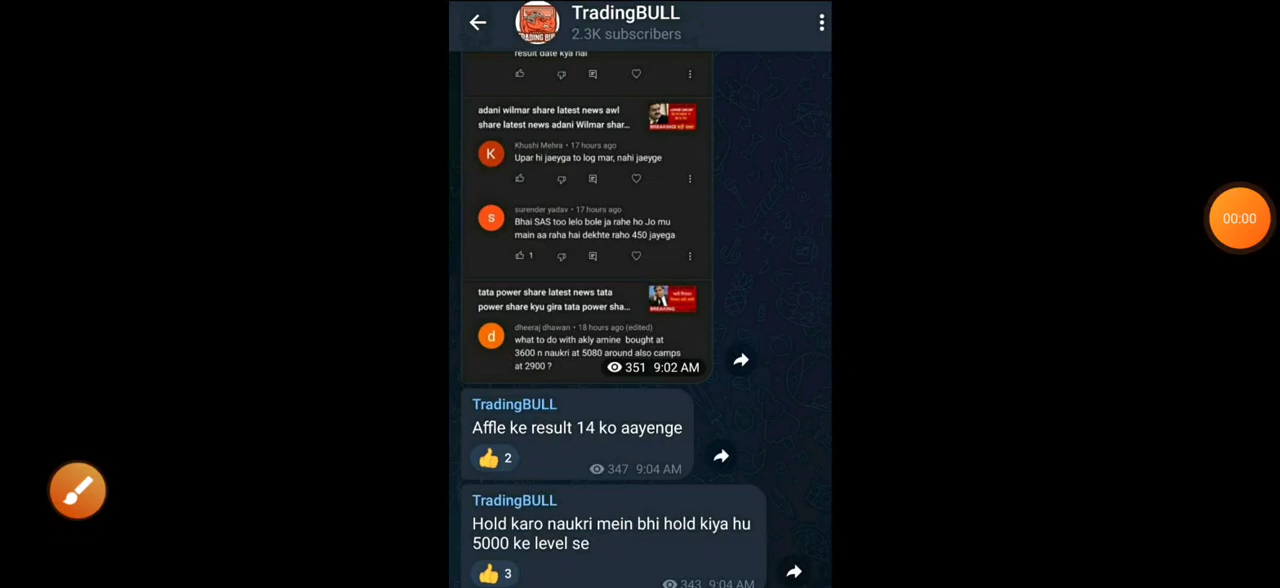 TradingBULL
2.3K subscribers
TRADING BULL
result date kya hai
adani wilmar share latest news awl
share latest news adani Wilmar shar...
BREAKING
K
Khushi Mehra • 17 hours ago
Upar hi jaeyga to log mar, nahi jaeyge
s
surender yadav • 17 hours ago
Bhai SAS too lelo bole ja rahe ho Jo mu
main aa raha hai dekhte raho 450 jayega
1
tata power share latest news tata
power share kyu gira tata power sha...
BREAKING
d
dheeraj dhawan • 18 hours ago (edited)
what to do with akly amine bought at
3600 n naukri at 5080 around also camps
at 2900 ?
351 9:02 AM
TradingBULL
Affle ke result 14 ko aayenge
2
347 9:04 AM
TradingBULL
Hold karo naukri mein bhi hold kiya hu
5000 ke level se
3
343 9:04 AM
00:00